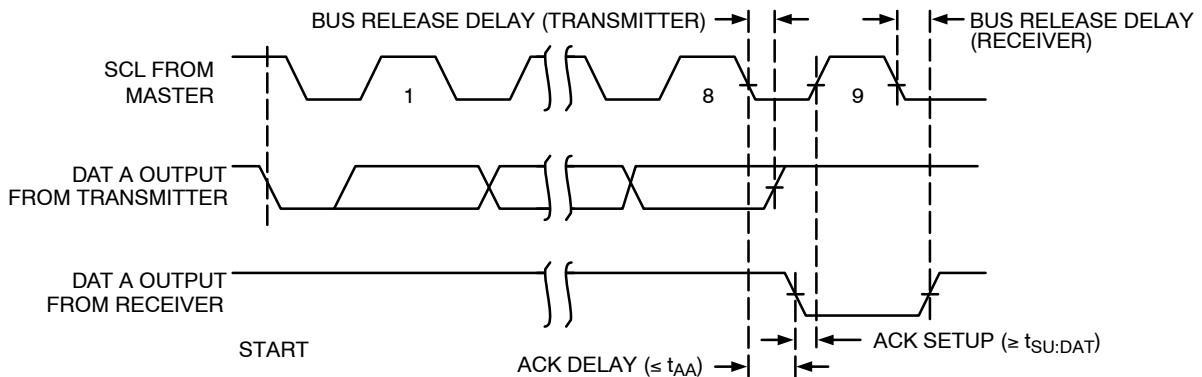 BUS RELEASE DELAY (TRANSMITTER)
BUS RELEASE DELAY
(RECEIVER)
SCL FROM
MASTER
1
8
9
DAT A OUTPUT
FROM TRANSMITTER
DAT A OUTPUT
FROM RECEIVER
START
ACK SETUP (≥ tSU:DAT)
ACK DELAY (≤ tAA)